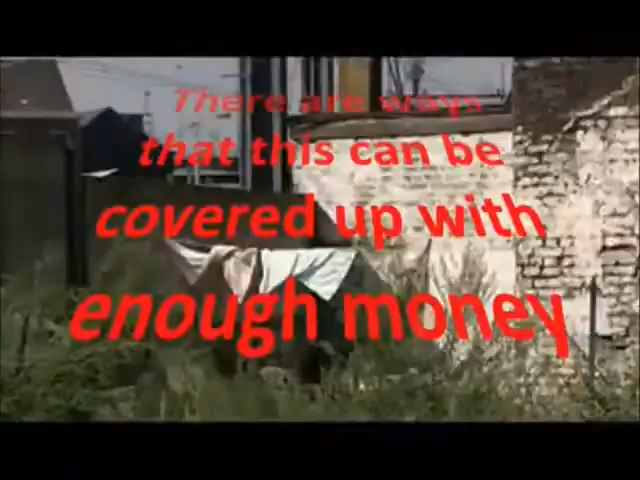 There are ways
that this can be
covered up with
enough money